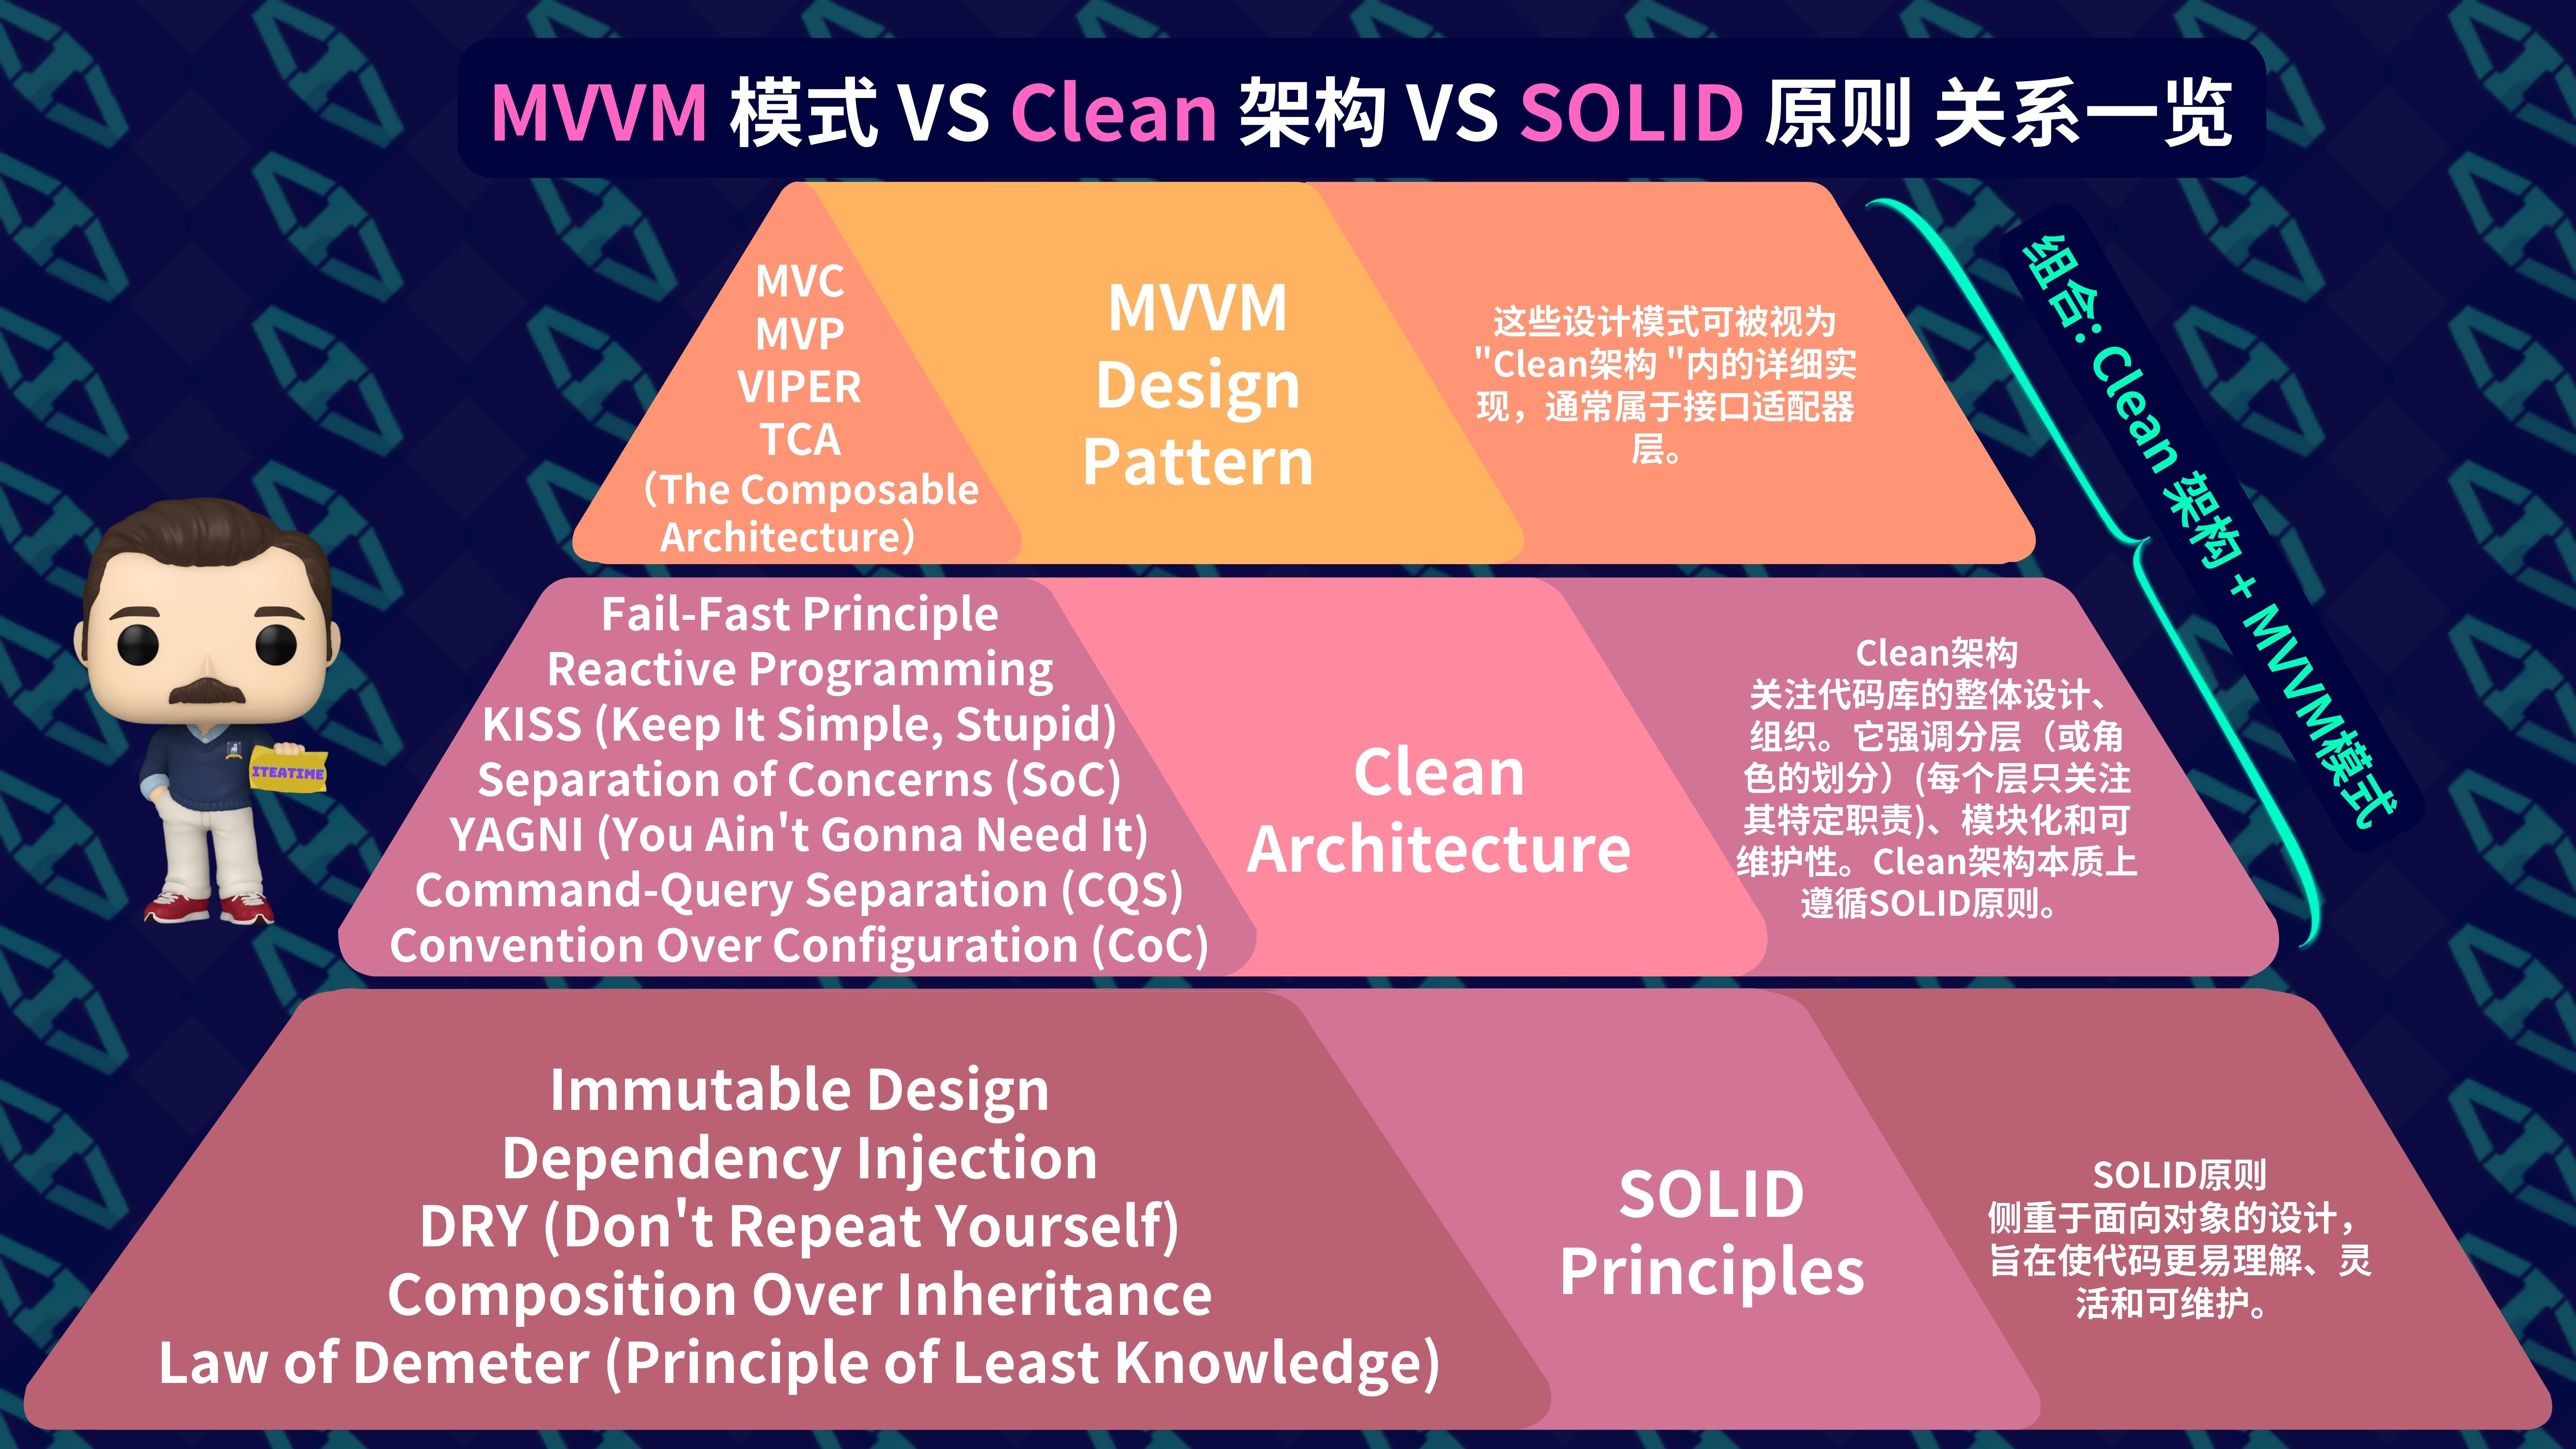 MVVM 模式 VS Clean 架构 VS SOLID 原则 关系一览
MVC
MVP
VIPER
TCA
（The Composable
Architecture）
MVVM
Design
Pattern
这些设计模式可被视为
"Clean架构 "内的详细实
现，通常属于接口适配器
层。
组合: Clean 架构 + MVVM模式
Fail-Fast Principle
Reactive Programming
KISS (Keep It Simple, Stupid)
Separation of Concerns (SoC)
YAGNI (You Ain't Gonna Need It)
Command-Query Separation (CQS)
Convention Over Configuration (CoC)
Clean
Architecture
Clean架构
关注代码库的整体设计、
组织。它强调分层（或角
色的划分）(每个层只关注
其特定职责)、模块化和可
维护性。Clean架构本质上
遵循SOLID原则。
ITEATIME
Immutable Design
Dependency Injection
DRY (Don't Repeat Yourself)
Composition Over Inheritance
Law of Demeter (Principle of Least Knowledge)
SOLID
Principles
SOLID原则
侧重于面向对象的设计，
旨在使代码更易理解、灵
活和可维护。